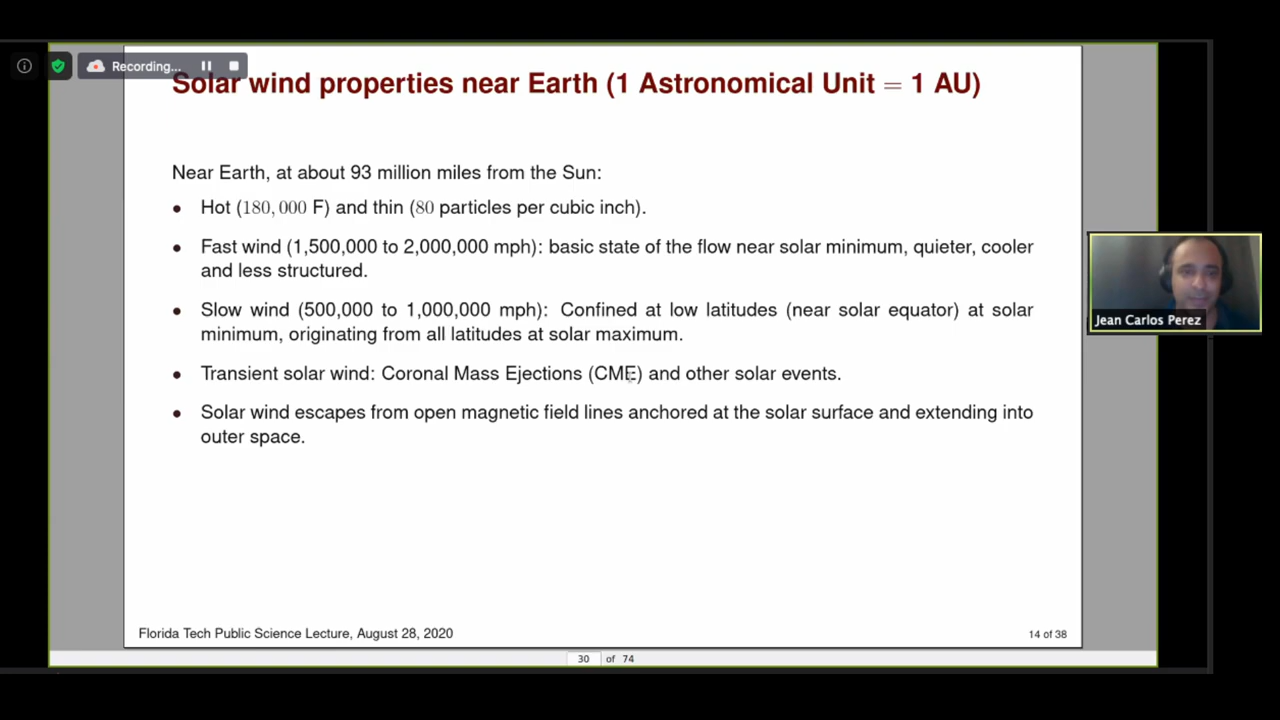 Recording...
Solar wind properties near Earth (1 Astronomical Unit = 1 AU)
Near Earth, at about 93 million miles from the Sun:
• Hot (180,000 F) and thin (80 particles per cubic inch).
• Fast wind (1,500,000 to 2,000,000 mph): basic state of the flow near solar minimum, quieter, cooler
and less structured.
• Slow wind (500,000 to 1,000,000 mph): Confined at low latitudes (near solar equator) at solar
minimum, originating from all latitudes at solar maximum.
• Transient solar wind: Coronal Mass Ejections (CME) and other solar events.
• Solar wind escapes from open magnetic field lines anchored at the solar surface and extending into
outer space.
Jean Carlos Perez
Florida Tech Public Science Lecture, August 28, 2020
14 of 38
30 of 74